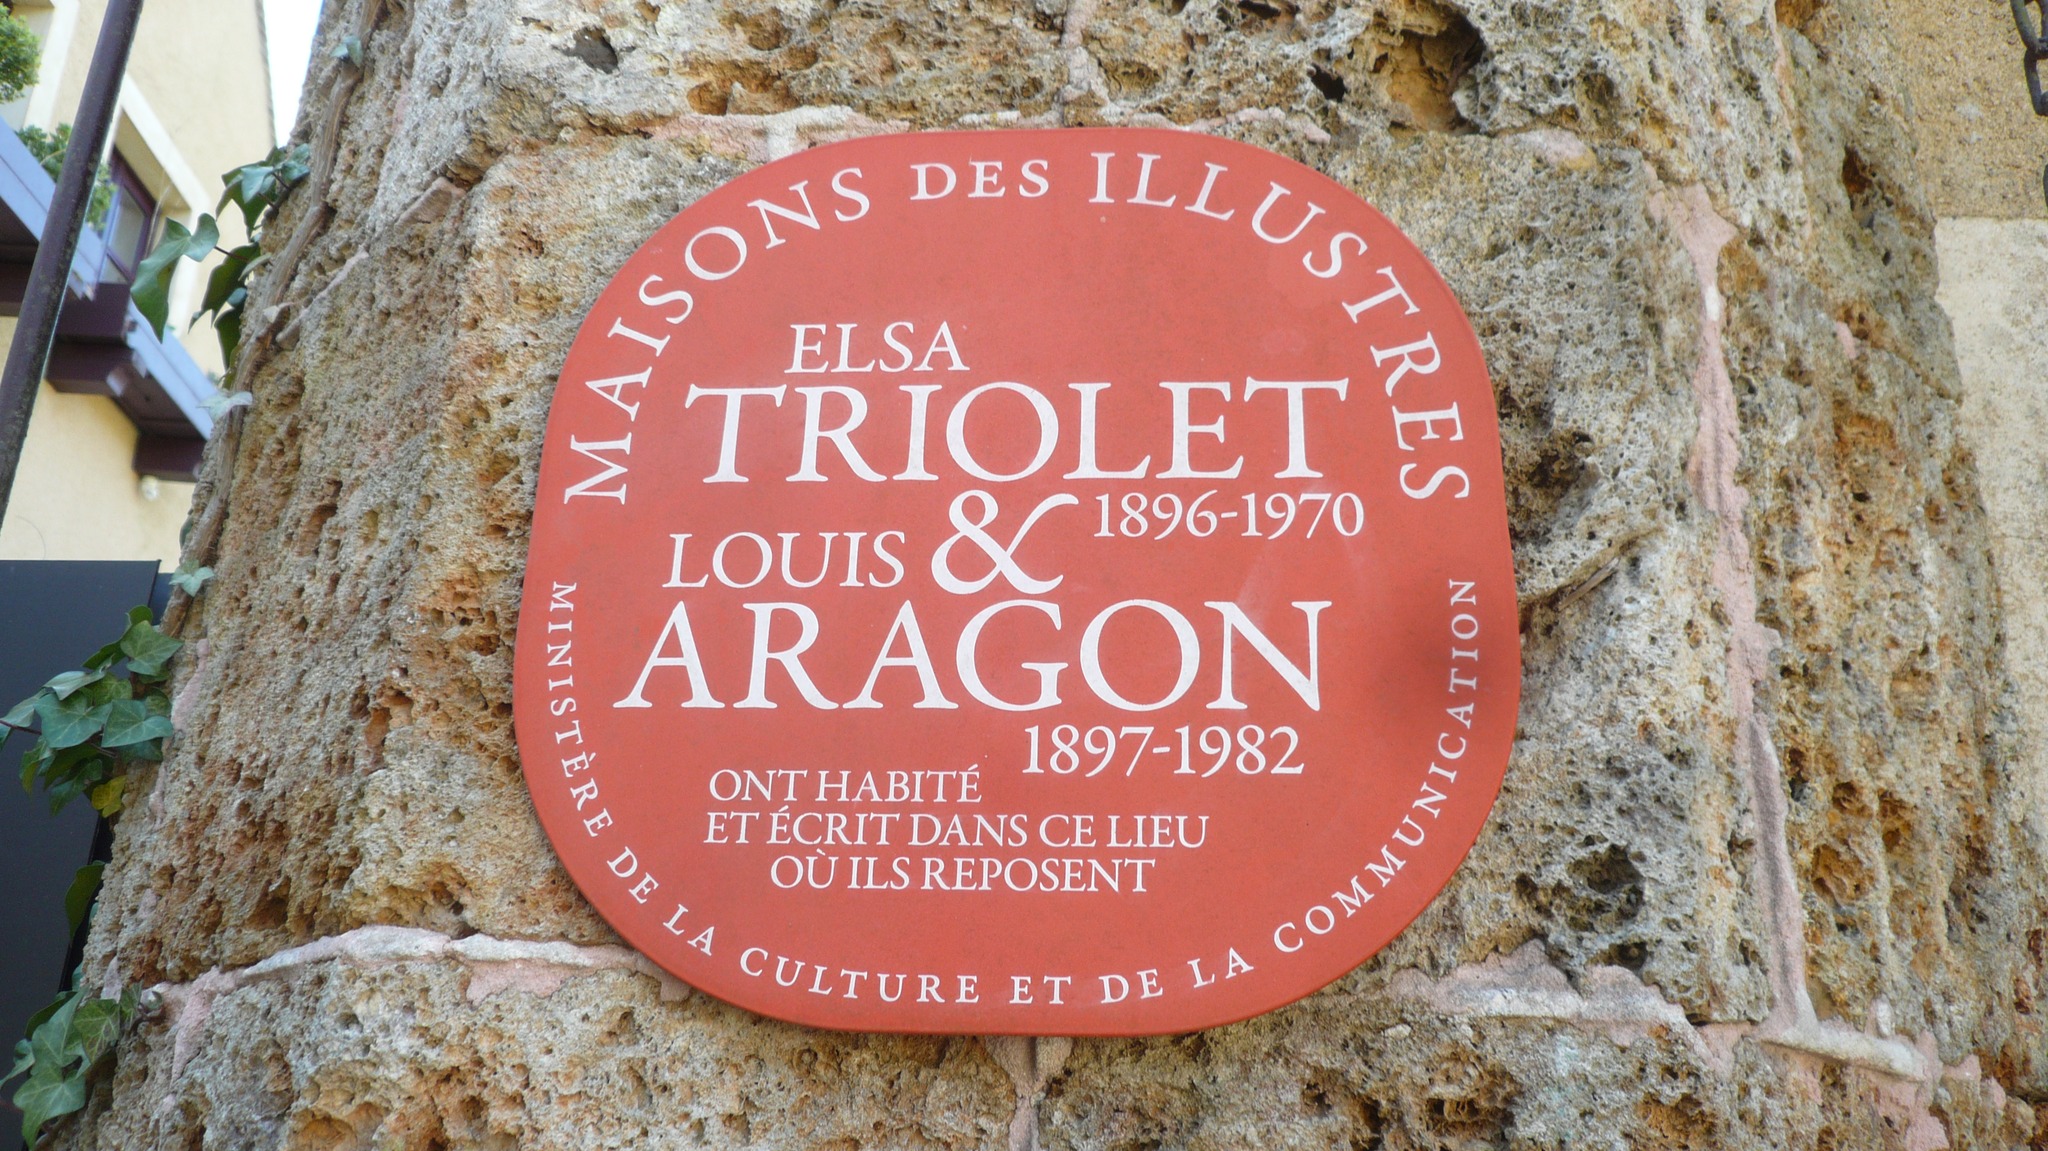 MAISONS DES ILLUSTRES
ELSA
TRIOLET
& 1896-1970
LOUIS
ARAGON
1897-1982
ONT HABITÉ
ET ÉCRIT DANS CE LIEU
OÙ ILS REPOSENT
MINISTÈRE DE LA CULTURE ET DE LA COMMUNICATION